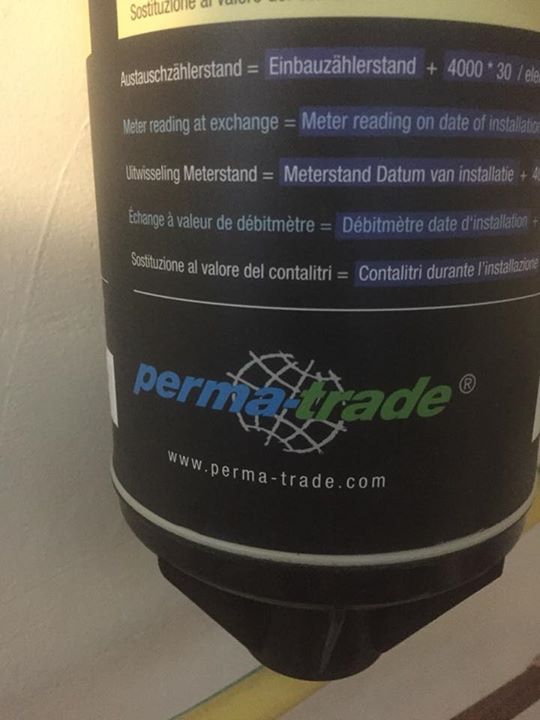 Sostituzione al valore
Austauschzählerstand = Einbauzählerstand + 4000 * 30 / ele
Meter reading at exchange = Meter reading on date of installation
Uitwisseling Meterstand = Meterstand Datum van installatie + 40
Échange à valeur de débitmètre = Débitmètre date d'installation +
Sostituzione al valore del contalitri = Contalitri durante l'installazione
perma-trade ®
www.perma-trade.com